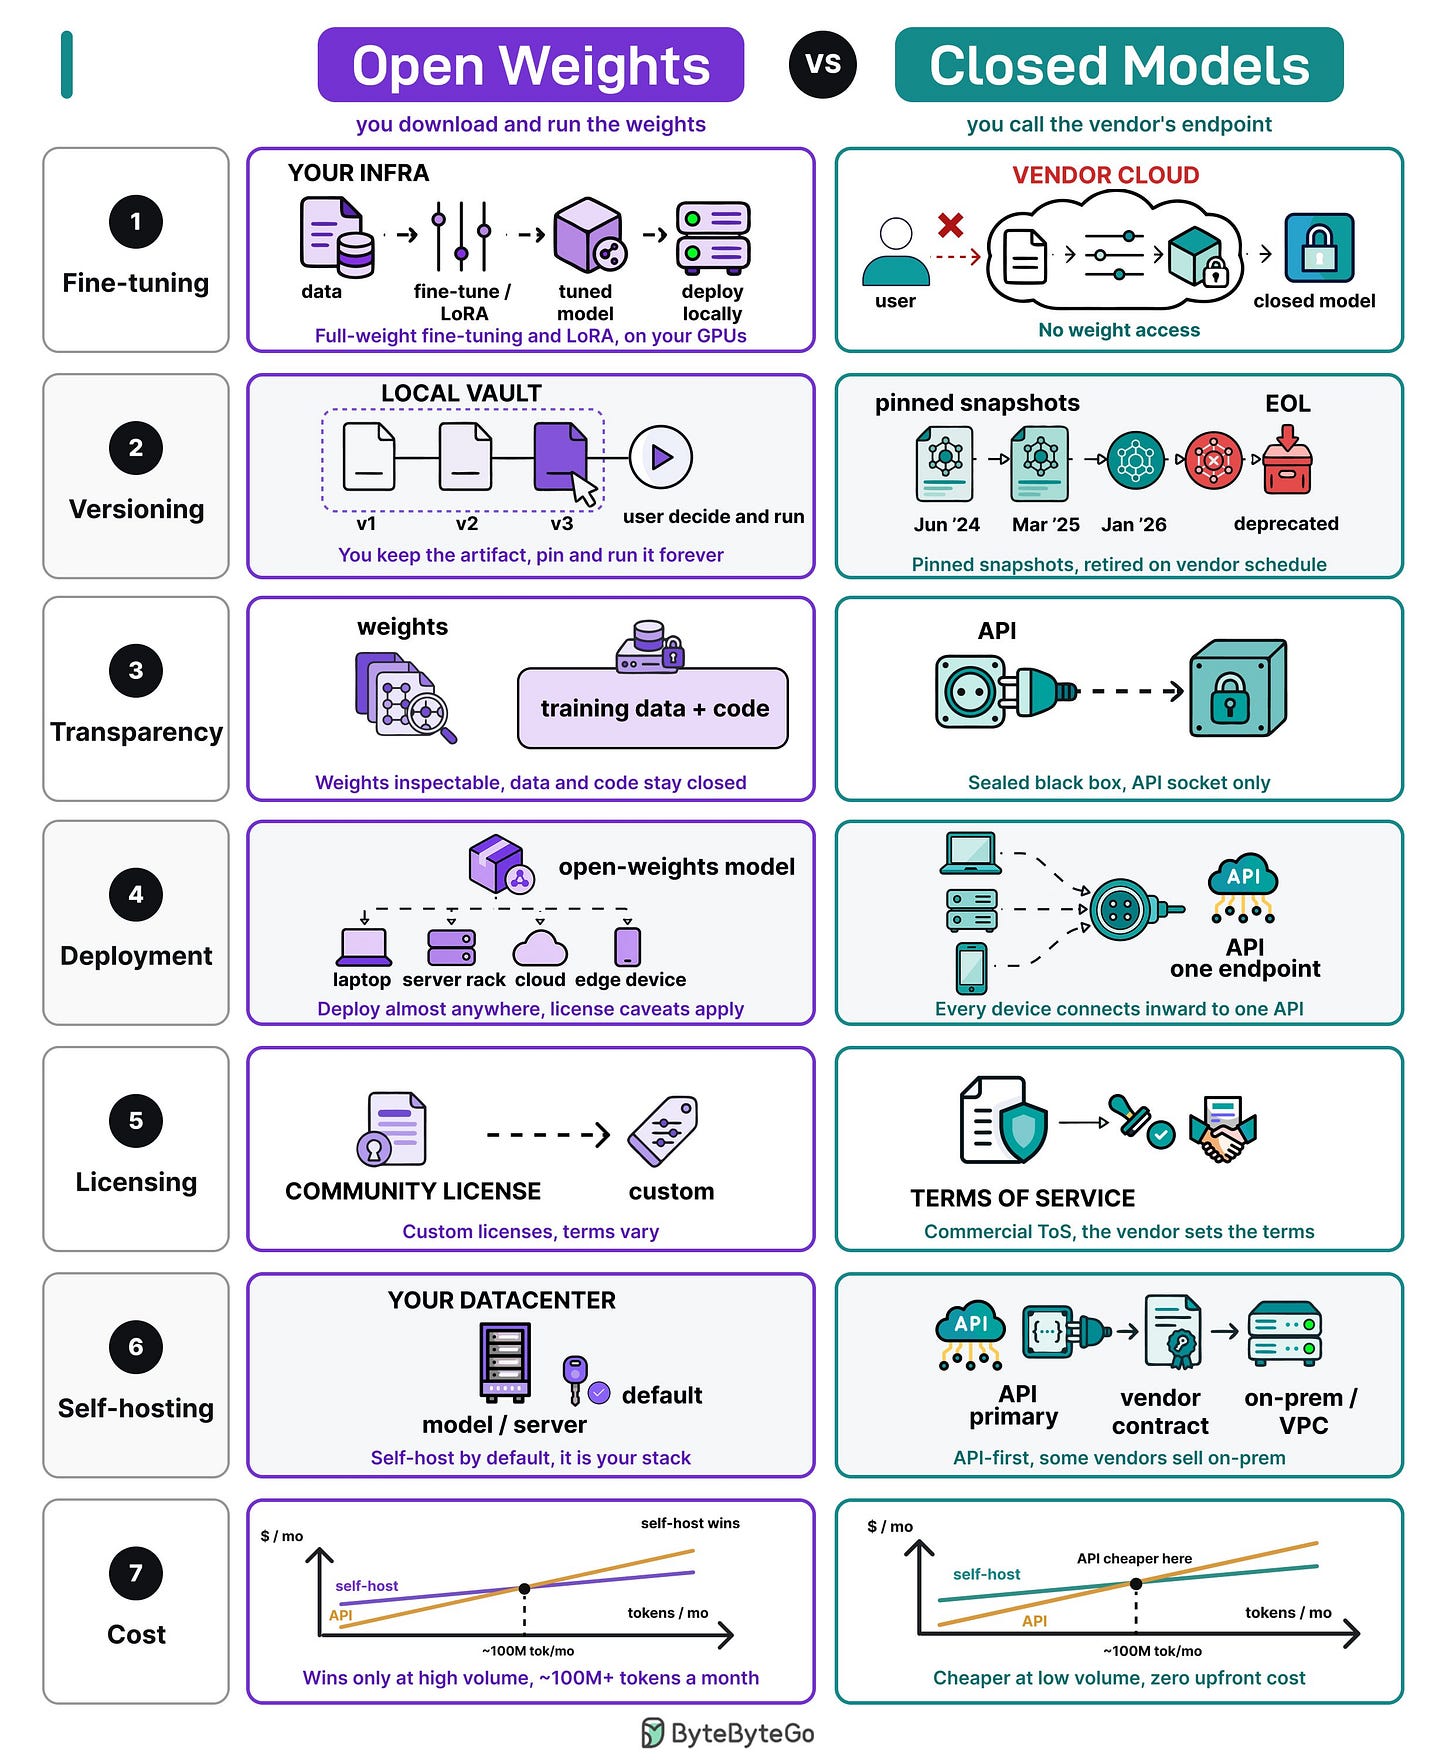 Open Weights
VS
Closed Models
you download and run the weights
you call the vendor's endpoint
1
Fine-tuning
YOUR INFRA
data
fine-tune /
LoRA
tuned
model
deploy
locally
Full-weight fine-tuning and LoRA, on your GPUs
VENDOR CLOUD
user
closed model
No weight access
2
Versioning
LOCAL VAULT
v1
v2
v3
user decide and run
You keep the artifact, pin and run it forever
pinned snapshots
EOL
Jun '24
Mar '25
Jan '26
deprecated
Pinned snapshots, retired on vendor schedule
3
Transparency
weights
training data + code
Weights inspectable, data and code stay closed
API
Sealed black box, API socket only
4
Deployment
open-weights model
laptop
server rack
cloud
edge device
Deploy almost anywhere, license caveats apply
API
API
one endpoint
Every device connects inward to one API
5
Licensing
COMMUNITY LICENSE
custom
Custom licenses, terms vary
TERMS OF SERVICE
Commercial ToS, the vendor sets the terms
6
Self-hosting
YOUR DATACENTER
default
model / server
Self-host by default, it is your stack
API
{...}
API
primary
vendor
contract
on-prem /
VPC
API-first, some vendors sell on-prem
7
Cost
$ / mo
self-host wins
self-host
API
tokens / mo
~100M tok/mo
Wins only at high volume, ~100M+ tokens a month
$ / mo
API cheaper here
self-host
API
tokens / mo
~100M tok/mo
Cheaper at low volume, zero upfront cost
ByteByteGo